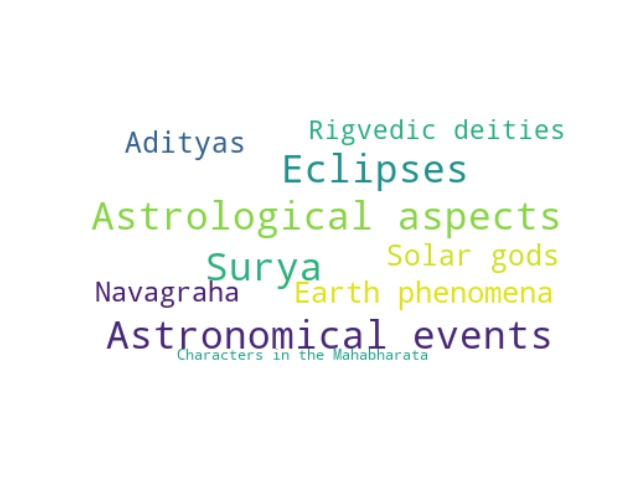 Adityas
Rigvedic deities
Eclipses
Astrological aspects
Surya
Solar gods
Navagraha
Earth phenomena
Astronomical events
Characters in the Mahabharata